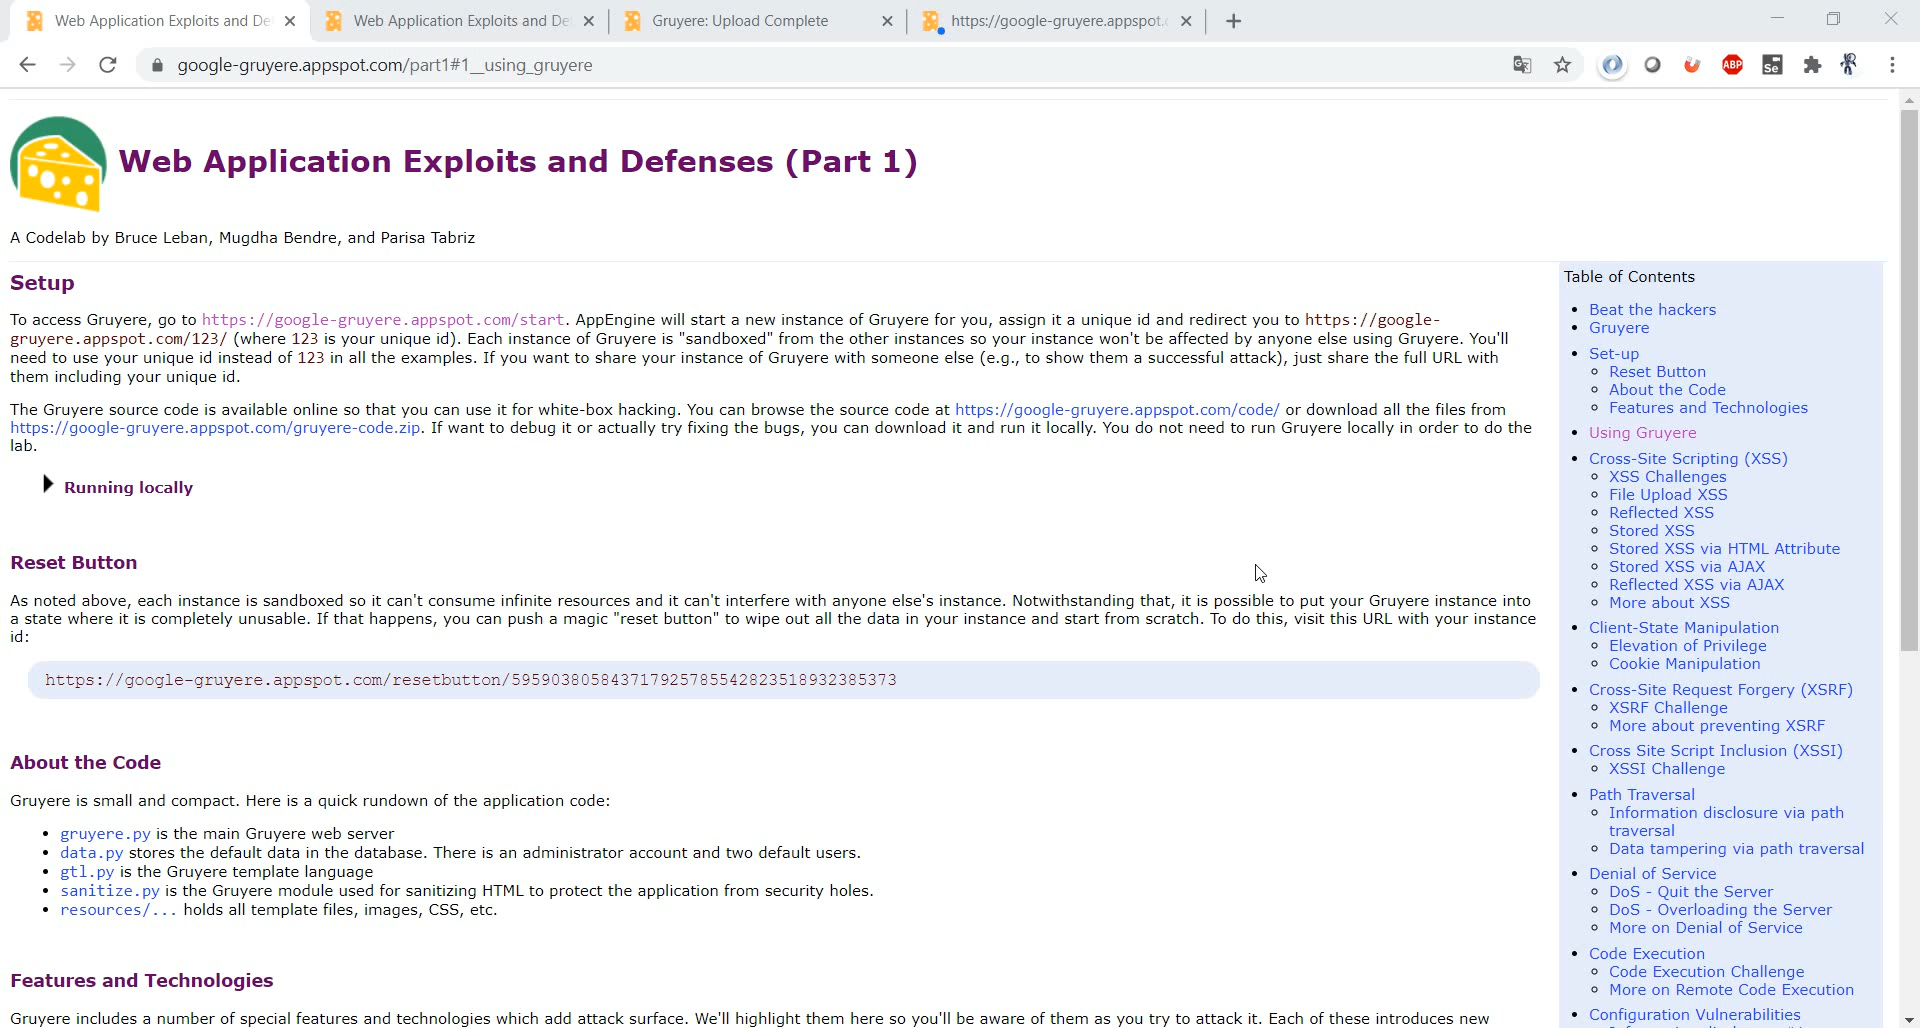 Web Application Exploits and De
Web Application Exploits and De
Gruyere: Upload Complete
https://google-gruyere.appspot.c
google-gruyere.appspot.com/part1#1__using_gruyere
ABP
Se
Web Application Exploits and Defenses (Part 1)
A Codelab by Bruce Leban, Mugdha Bendre, and Parisa Tabriz
Setup
To access Gruyere, go to https://google-gruyere.appspot.com/start. AppEngine will start a new instance of Gruyere for you, assign it a unique id and redirect you to https://google-
gruyere.appspot.com/123/ (where 123 is your unique id). Each instance of Gruyere is "sandboxed" from the other instances so your instance won't be affected by anyone else using Gruyere. You'll
need to use your unique id instead of 123 in all the examples. If you want to share your instance of Gruyere with someone else (e.g., to show them a successful attack), just share the full URL with
them including your unique id.
The Gruyere source code is available online so that you can use it for white-box hacking. You can browse the source code at https://google-gruyere.appspot.com/code/ or download all the files from
https://google-gruyere.appspot.com/gruyere-code.zip. If want to debug it or actually try fixing the bugs, you can download it and run it locally. You do not need to run Gruyere locally in order to do the
lab.
Running locally
Reset Button
As noted above, each instance is sandboxed so it can't consume infinite resources and it can't interfere with anyone else's instance. Notwithstanding that, it is possible to put your Gruyere instance into
a state where it is completely unusable. If that happens, you can push a magic "reset button" to wipe out all the data in your instance and start from scratch. To do this, visit this URL with your instance
id:
https://google-gruyere.appspot.com/resetbutton/595903805843717925785542823518932385373
About the Code
Gruyere is small and compact. Here is a quick rundown of the application code:
• gruyere.py is the main Gruyere web server
• data.py stores the default data in the database. There is an administrator account and two default users.
• gtl.py is the Gruyere template language
• sanitize.py is the Gruyere module used for sanitizing HTML to protect the application from security holes.
• resources/... holds all template files, images, CSS, etc.
Features and Technologies
Gruyere includes a number of special features and technologies which add attack surface. We'll highlight them here so you'll be aware of them as you try to attack it. Each of these introduces new
Table of Contents
• Beat the hackers
• Gruyere
• Set-up
Reset Button
About the Code
Features and Technologies
• Using Gruyere
• Cross-Site Scripting (XSS)
XSS Challenges
File Upload XSS
Reflected XSS
Stored XSS
Stored XSS via HTML Attribute
Stored XSS via AJAX
Reflected XSS via AJAX
More about XSS
• Client-State Manipulation
Elevation of Privilege
Cookie Manipulation
• Cross-Site Request Forgery (XSRF)
XSRF Challenge
More about preventing XSRF
• Cross Site Script Inclusion (XSSI)
XSSI Challenge
• Path Traversal
Information disclosure via path
traversal
Data tampering via path traversal
• Denial of Service
DoS - Quit the Server
DoS - Overloading the Server
More on Denial of Service
• Code Execution
Code Execution Challenge
More on Remote Code Execution
• Configuration Vulnerabilities